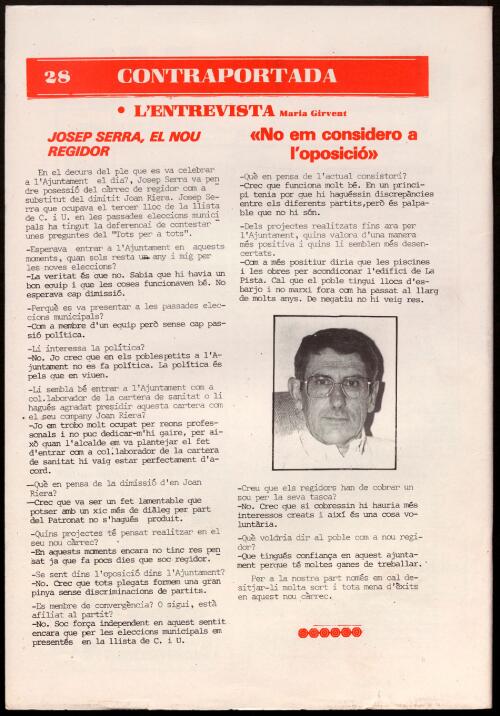 28 CONTRAPORTADA
• L'ENTREVISTA Maria Girvent
JOSEP SERRA, EL NOU
REGIDOR
En el decurs del ple que es va celebrar
a l'Ajuntament el dia?, Josep Serra va pen
dre posessió del càrrec de regidor com a
substitut del dimitit Joan Riera. Josep Se-
rra que ocupava el tercer lloc de la llista
de C. i U. en les passades eleccions munici
pals ha tingut la deferencai de contestar
unes preguntes del "Tots per a tots".
-Esperava entrar a l'Ajuntament en aquests
moments, quan sols resta un any i mig per
les noves eleccions?
-La veritat és que no. Sabia que hi havia un
bon equip i que les coses funcionaven bé. No
esperava cap dimissió.
-Perquè es va presentar a les passades elec-
cions municipals?
-Com a membre d'un equip però sense cap pas-
sió política.
-Li interessa la política?
-No. Jo crec que en els poblespetits a l'A-
juntament no es fa política. La política és
pels que en viuen.
-Li sembla bé entrar a l'Ajuntament com a
col.laborador de la cartera de sanitat o li
hagués agradat presidir aquesta cartera com
el seu company Joan Riera?
-Jo em trobo molt ocupat per reons profes-
sonals i no puc dedicar-m'hi gaire, per ai-
xò quan l'alcalde em va plantejar el fet
d'entrar com a col.laborador de la cartera
de sanitat hi vaig estar perfectament d'a-
cord.
-Què en pensa de la dimissió d'en Joan
Riera?
-Crec que va ser un fet lamentable que
potser amb un xic més de diàleg per part
del Patronat no s'hagués produit.
-Quins projectes té pensat realitzar en el
seu nou càrrec?
-En aquests moments encara no tinc res pen
sat ja que fa pocs dies que soc regidor.
-Se sent dins l'oposició dins l'Ajuntament?
-No. Crec que tots plegats formem una gran
pinya sense discriminacions de partits.
-Es membre de convergència? O sigui, està
afiliat al partit?
-No. Soc força independent en aquest sentit
encara que per les eleccions municipals em
presentés en la llista de C. i U.
«No em considero a
l'oposició»
-Què en pensa de l'actual consistori?
-Crec que funciona molt bé. En un princi-
pi tenia por que hi haguéssin discrepàncies
entre els diferents partits,però és palpa-
ble que no hi són.
-Dels projectes realitzats fins ara per
l'Ajuntament, quins valora d'una manera
més positiva i quins li semblen més desen-
certats.
-Com a més positiur diria que les piscines
i les obres per acondiconar l'edifici de La
Pista. Cal que el poble tingui llocs d'es-
barjo i no marxi fora com ha passat al llarg
de molts anys. De negatiu no hi veig res.
-Creu que els regidors han de cobrar un
sou per la seva tasca?
-No. Crec que si cobressin hi hauria més
interessos creats i així és una cosa vo-
luntària.
-Què voldria dir al poble com a nou regi-
dor?
-Que tingués confiança en aquest ajunta-
ment perque té moltes ganes de treballar.
Per a la nostra part només em cal de-
sitjar-li molta sort i tota mena d'èxits
en aquest nou càrrec.